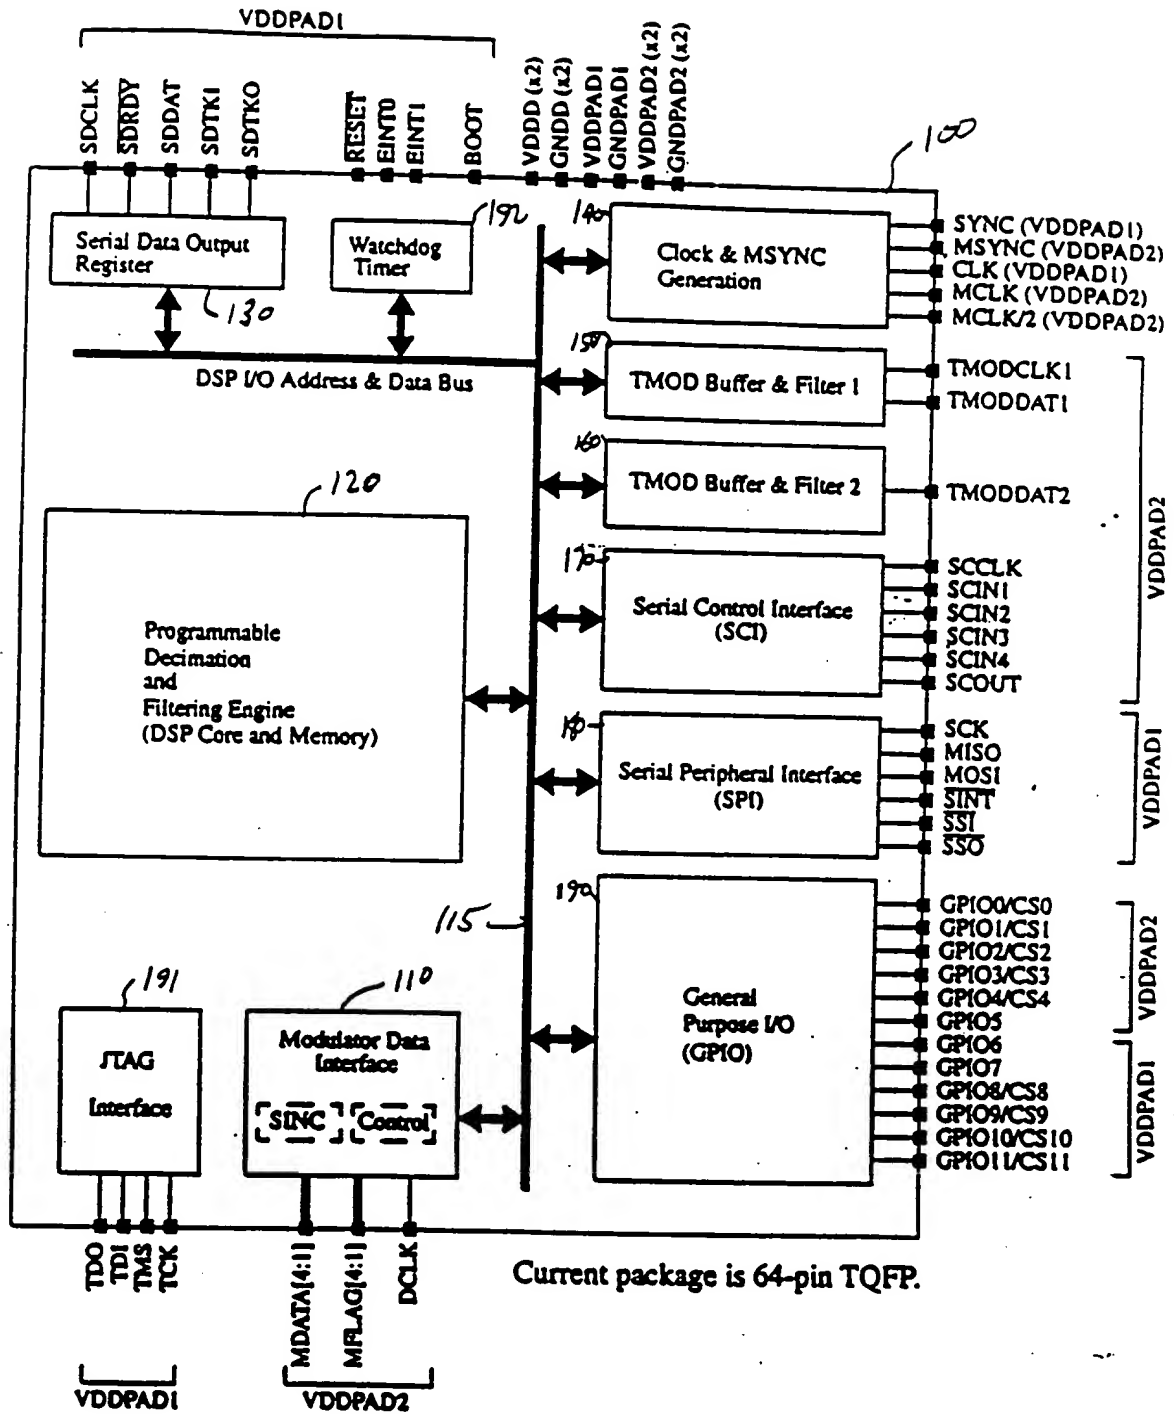 VDDPAD1
SDCLK
SDRDY
SDDAT
SDTKI
SDTKO
RESET
EINT0
EINT1
BOOT
VDDD (x2)
GNDD (x2)
VDDPAD1
GNDPAD1
VDDPAD2 (x2)
GNDPAD2 (x2)
100
Serial Data Output
Register
130
Watchdog
Timer
192
DSP I/O Address & Data Bus
140
Clock & MSYNC
Generation
SYNC (VDDPAD1)
MSYNC (VDDPAD2)
CLK (VDDPAD1)
MCLK (VDDPAD2)
MCLK/2 (VDDPAD2)
150
TMOD Buffer & Filter 1
TMODCLK1
TMODDAT1
160
TMOD Buffer & Filter 2
TMODDAT2
VDDPAD2
120
Programmable
Decimation
and
Filtering Engine
(DSP Core and Memory)
170
Serial Control Interface
(SCI)
SCCLK
SCIN1
SCIN2
SCIN3
SCIN4
SCOUT
180
Serial Peripheral Interface
(SPI)
SCK
MISO
MOSI
SINT
SSI
SSO
VDDPAD1
115
190
General
Purpose I/O
(GPIO)
GPIO0/CS0
GPIO1/CS1
GPIO2/CS2
GPIO3/CS3
GPIO4/CS4
GPIO5
GPIO6
GPIO7
GPIO8/CS8
GPIO9/CS9
GPIO10/CS10
GPIO11/CS11
VDDPAD2
VDDPAD1
191
JTAG
Interface
110
Modulator Data
Interface
SINC
Control
TDO
TDI
TMS
TCK
MDATA[4:1]
MFLAG[4:1]
DCLK
Current package is 64-pin TQFP.
VDDPAD1
VDDPAD2